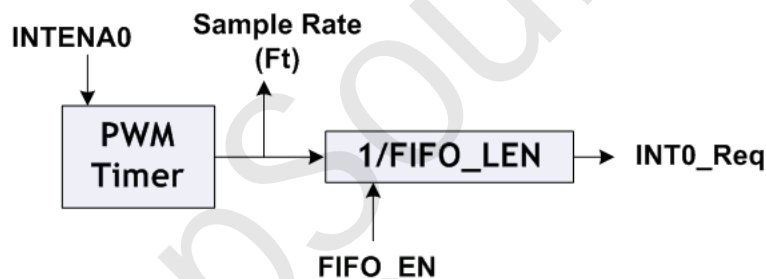 INTENA0
Sample Rate
(Ft)
PWM
Timer
1/FIFO_LEN
INT0_Req
FIFO_EN